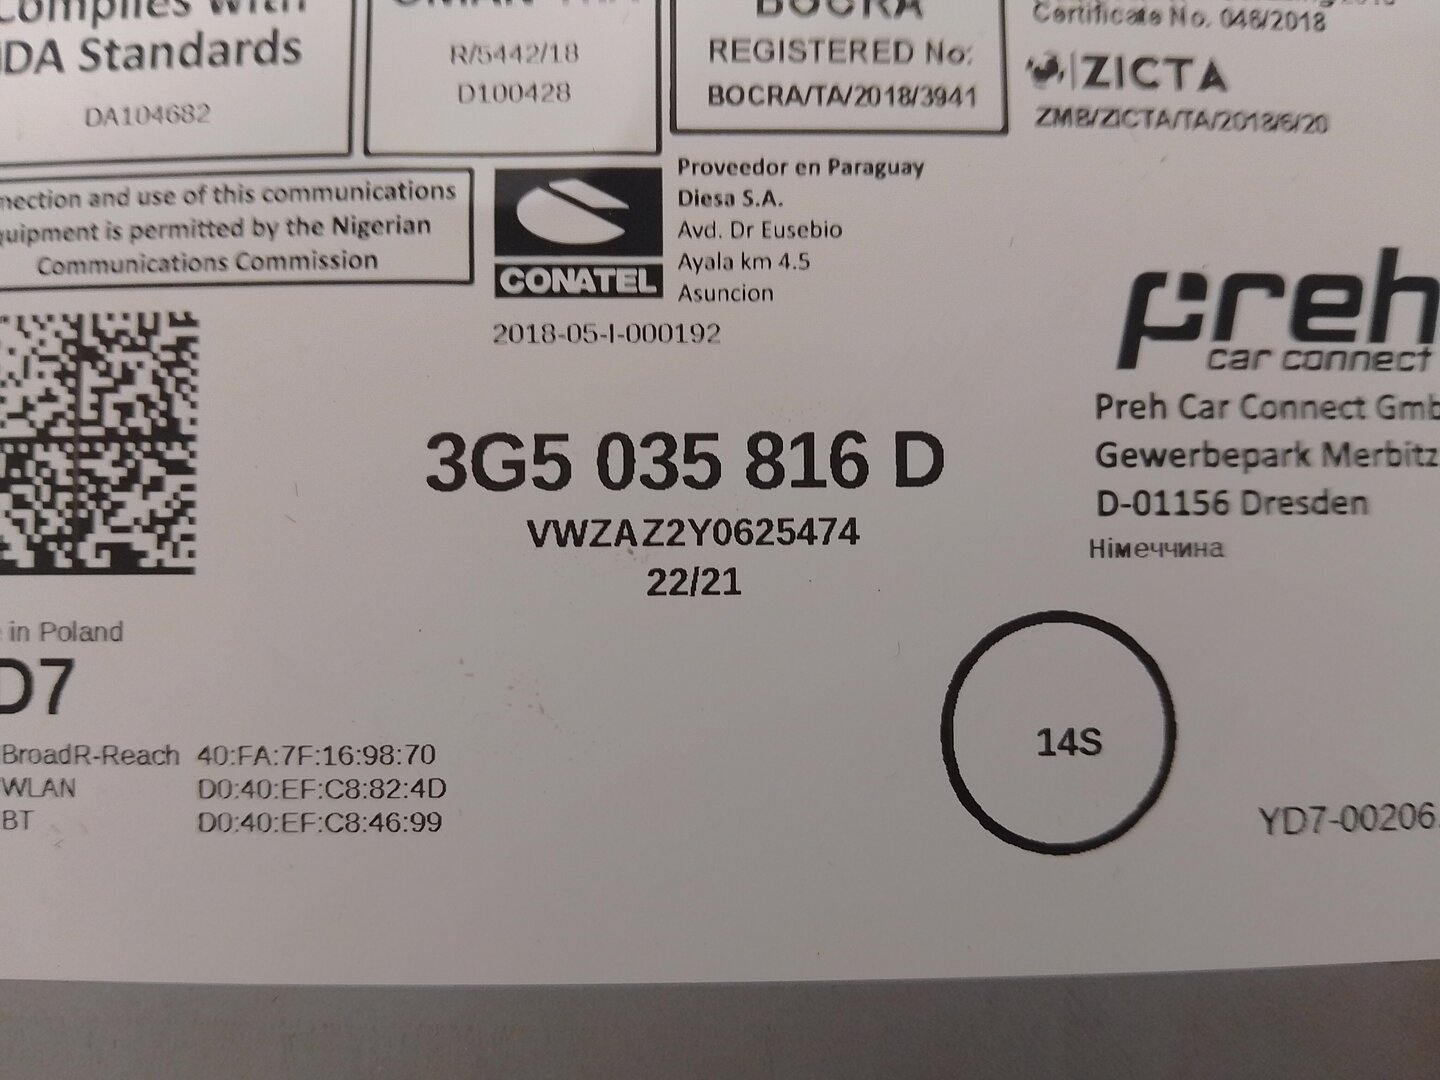 Complies with
DA Standards
DA104682
R/5442/18
D100428
BOCRA
REGISTERED No:
BOCRA/TA/2018/3941
Certificate No. 046/2018
ZICTA
ZMB/ZICTA/TA/2018/6/20
nection and use of this communications
quipment is permitted by the Nigerian
Communications Commission
CONATEL
2018-05-I-000192
Proveedor en Paraguay
Diesa S.A.
Avd. Dr Eusebio
Ayala km 4.5
Asuncion
preh
car connect
Preh Car Connect Gmb
Gewerbepark Merbitz
D-01156 Dresden
Німеччина
3G5 035 816 D
VWZAZ2Y0625474
22/21
in Poland
D7
BroadR-Reach 40:FA:7F:16:98:70
WLAN D0:40:EF:C8:82:4D
BT D0:40:EF:C8:46:99
14S
YD7-00206